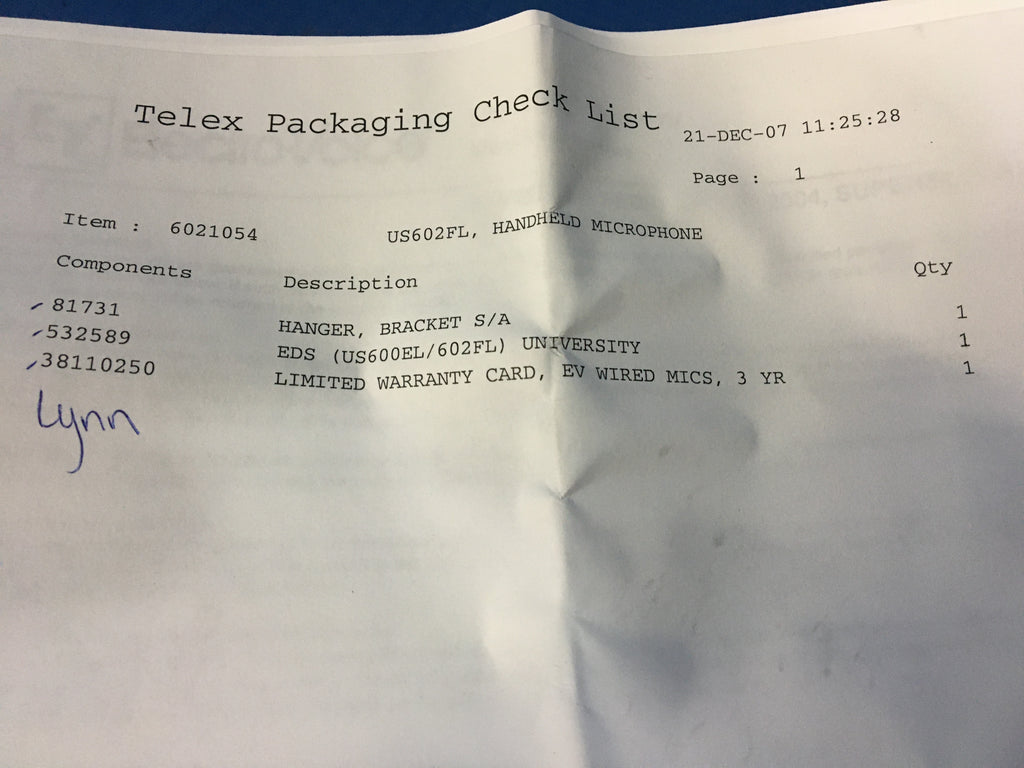 Telex Packaging Check List 21-DEC-07 11:25:28
Page : 1
Item : 6021054 US602FL, HANDHELD MICROPHONE
Components Description Qty
81731 HANGER, BRACKET S/A 1
532589 EDS (US600EL/602FL) UNIVERSITY 1
38110250 LIMITED WARRANTY CARD, EV WIRED MICS, 3 YR 1
Lynn